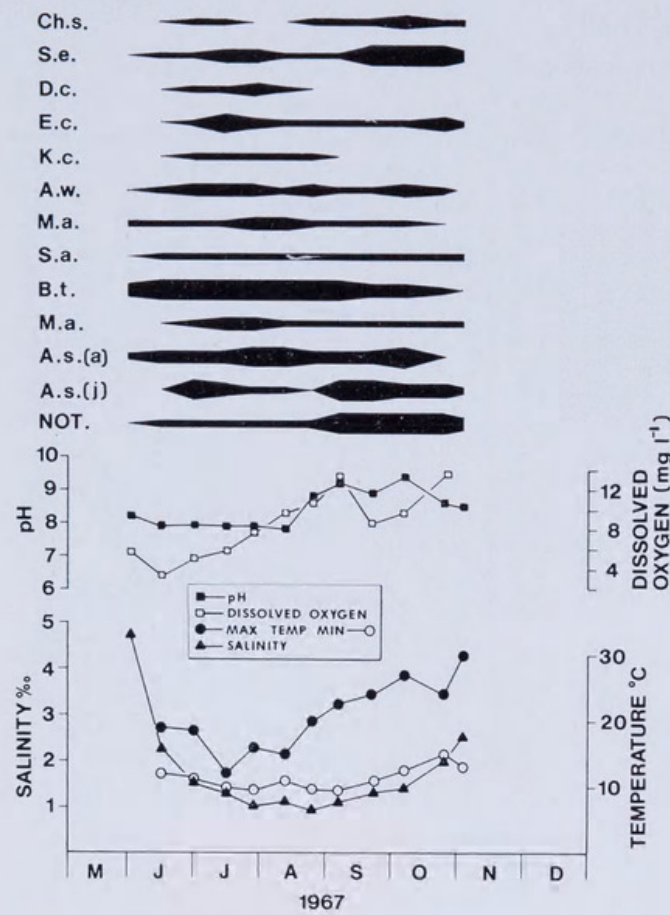 Ch.s.
S.e.
D.c.
E.c.
K.c.
A.w.
M.a.
S.a.
B.t.
M.a.
A.s.(a)
A.s.(j)
NOT.
10
9
8
7
6
pH
12
8
4
DISSOLVED
OXYGEN (mg l⁻¹)
pH
DISSOLVED OXYGEN
MAX TEMP MIN
SALINITY
5
4
3
2
1
SALINITY ‰
30
20
10
TEMPERATURE °C
M J J A S O N D
1967